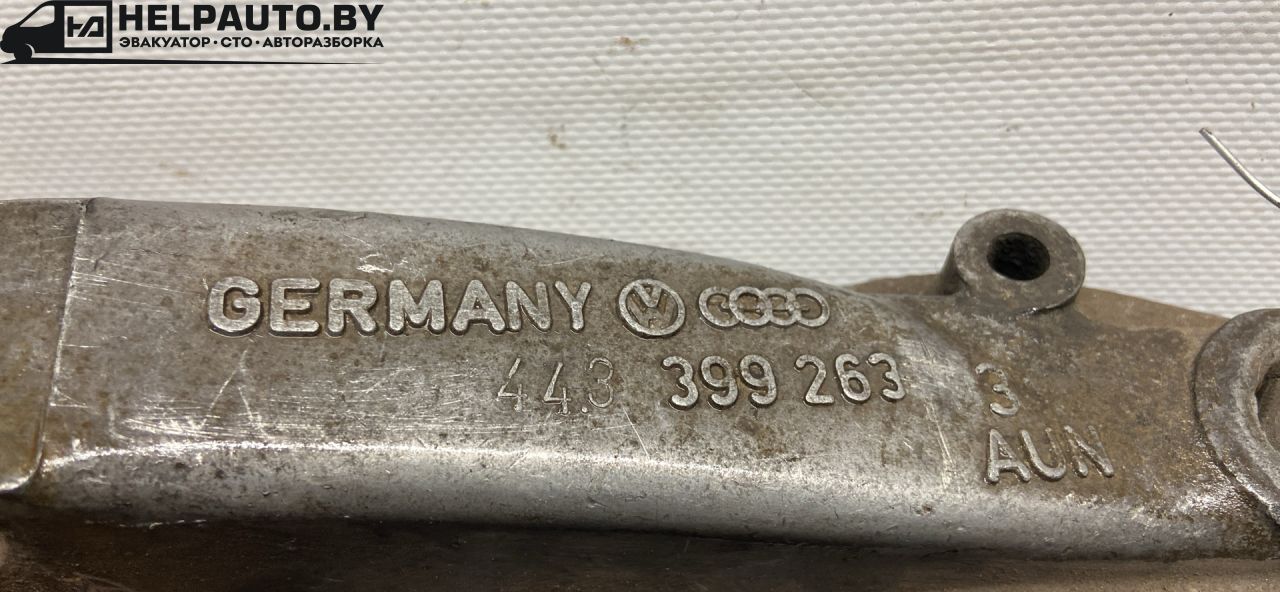 HELPAUTO.BY
ЭВАКУАТОР · СТО · АВТОРАЗБОРКА
GERMANY
443 399 263 3
AUN